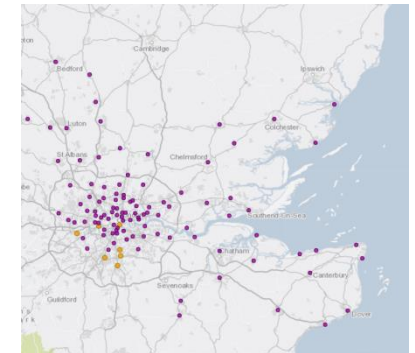 Cambridge
Bedford
Ipswich
Luton
Colchester
St Albans
Chelmsford
Southend-on-Sea
Chatham
Canterbury
Sevenoaks
Guildford
Dover